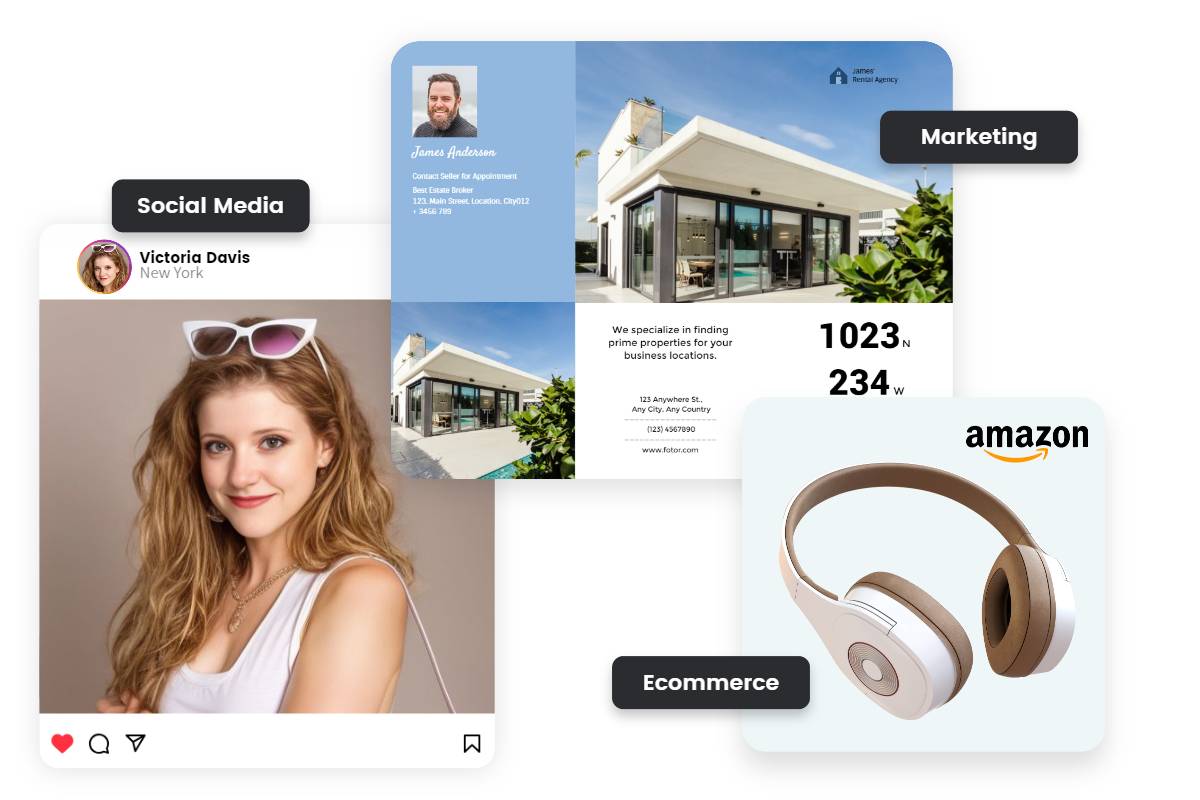 Social Media
Victoria Davis
New York
James Anderson
Contact Seller for Appointment
Best Estate Broker
123, Main Street, Location, City012
+ 3456 789
James'
Rental Agency
Marketing
We specialize in finding
prime properties for your
business locations.
123 Anywhere St.,
Any City, Any Country
(123) 4567890
www.fotor.com
1023 N
234 W
amazon
Ecommerce